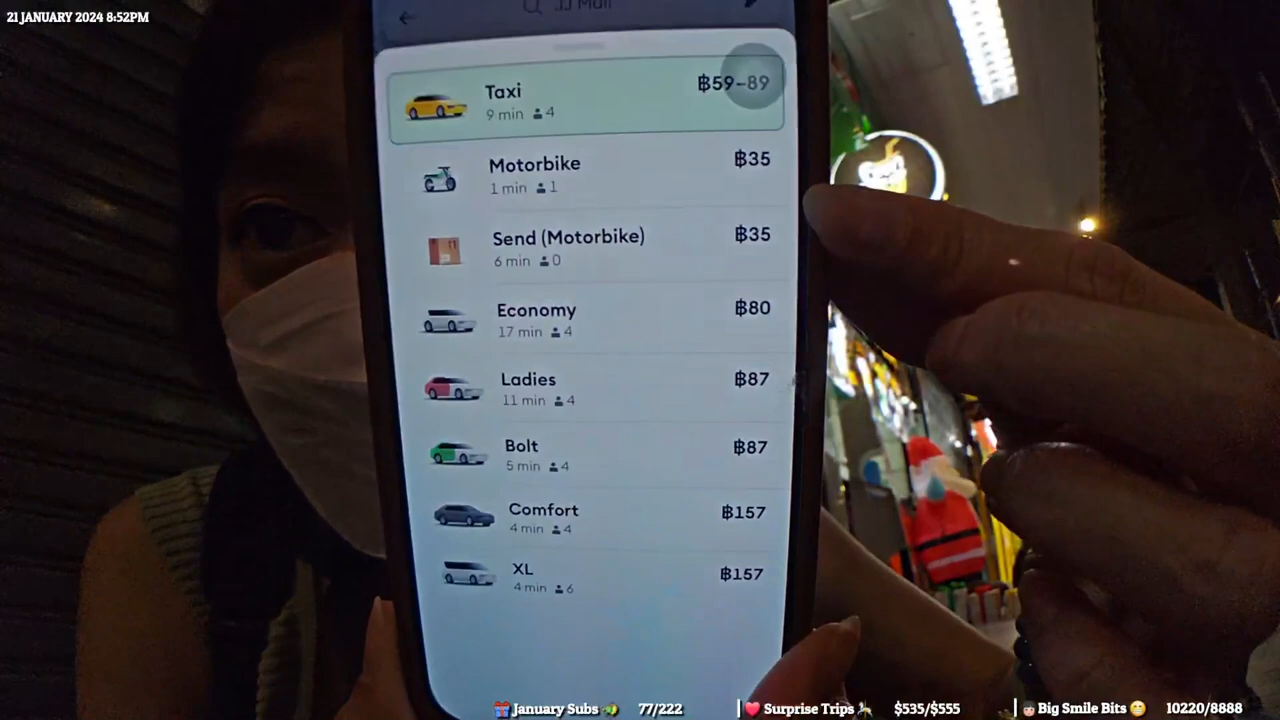 21 JANUARY 2024 8:52PM
JJ Mall
Taxi ฿59–89
9 min 4
Motorbike ฿35
1 min 1
Send (Motorbike) ฿35
6 min 0
Economy ฿80
17 min 4
Ladies ฿87
11 min 4
Bolt ฿87
5 min 4
Comfort ฿157
4 min 4
XL ฿157
4 min 6
January Subs 77/222 Surprise Trips $535/$555 Big Smile Bits 10220/8888